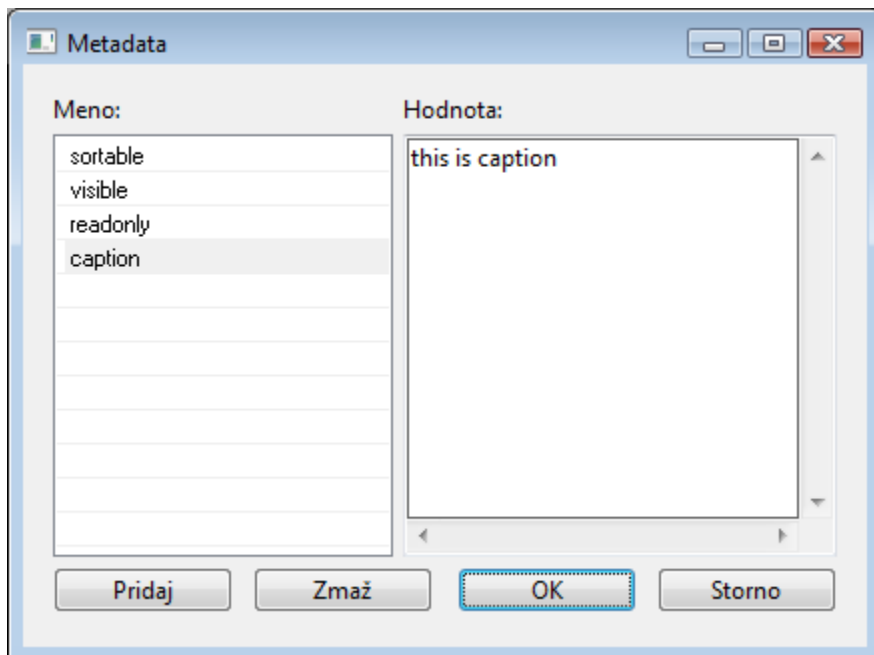 Metadata
Meno:
Hodnota:
sortable
visible
readonly
caption
this is caption
Pridaj
Zmaž
OK
Storno